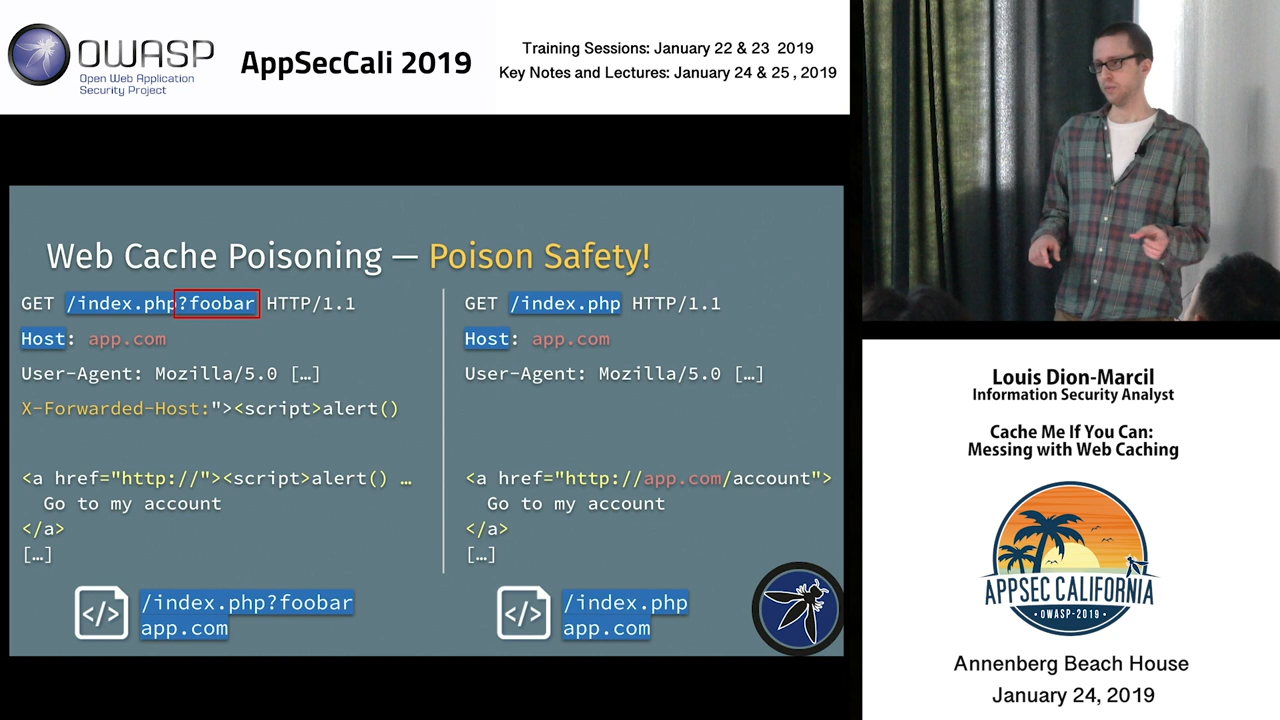 OWASP
Open Web Application
Security Project
AppSecCali 2019
Training Sessions: January 22 & 23 2019
Key Notes and Lectures: January 24 & 25 , 2019
Web Cache Poisoning — Poison Safety!
GET /index.php?foobar HTTP/1.1
Host: app.com
User-Agent: Mozilla/5.0 […]
X-Forwarded-Host:"><script>alert()
<a href="http://"><script>alert() …
Go to my account
</a>
[…]
</>
/index.php?foobar
app.com
GET /index.php HTTP/1.1
Host: app.com
User-Agent: Mozilla/5.0 […]
<a href="http://app.com/account">
Go to my account
</a>
[…]
</>
/index.php
app.com
Louis Dion-Marcil
Information Security Analyst
Cache Me If You Can:
Messing with Web Caching
APPSEC CALIFORNIA
• OWASP-2019 •
Annenberg Beach House
January 24, 2019